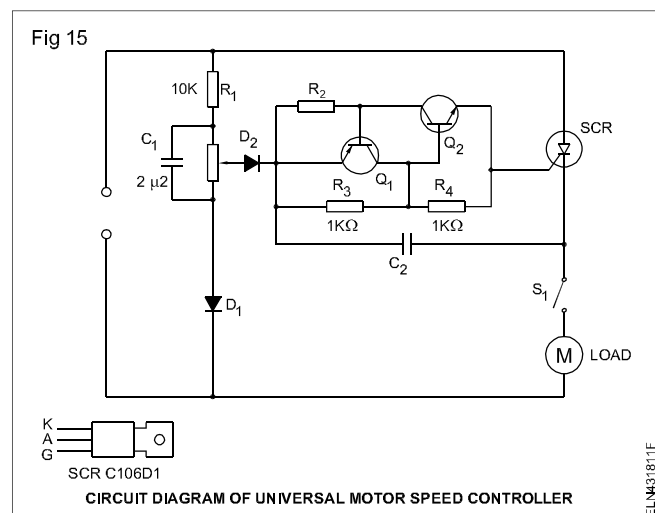 Fig 15
10K R1
C1
2 µ2
D2
R2
Q1
Q2
SCR
R3
1KΩ
R4
1KΩ
C2
S1
D1
M LOAD
K
A
G
SCR C106D1
CIRCUIT DIAGRAM OF UNIVERSAL MOTOR SPEED CONTROLLER
ELN431811F